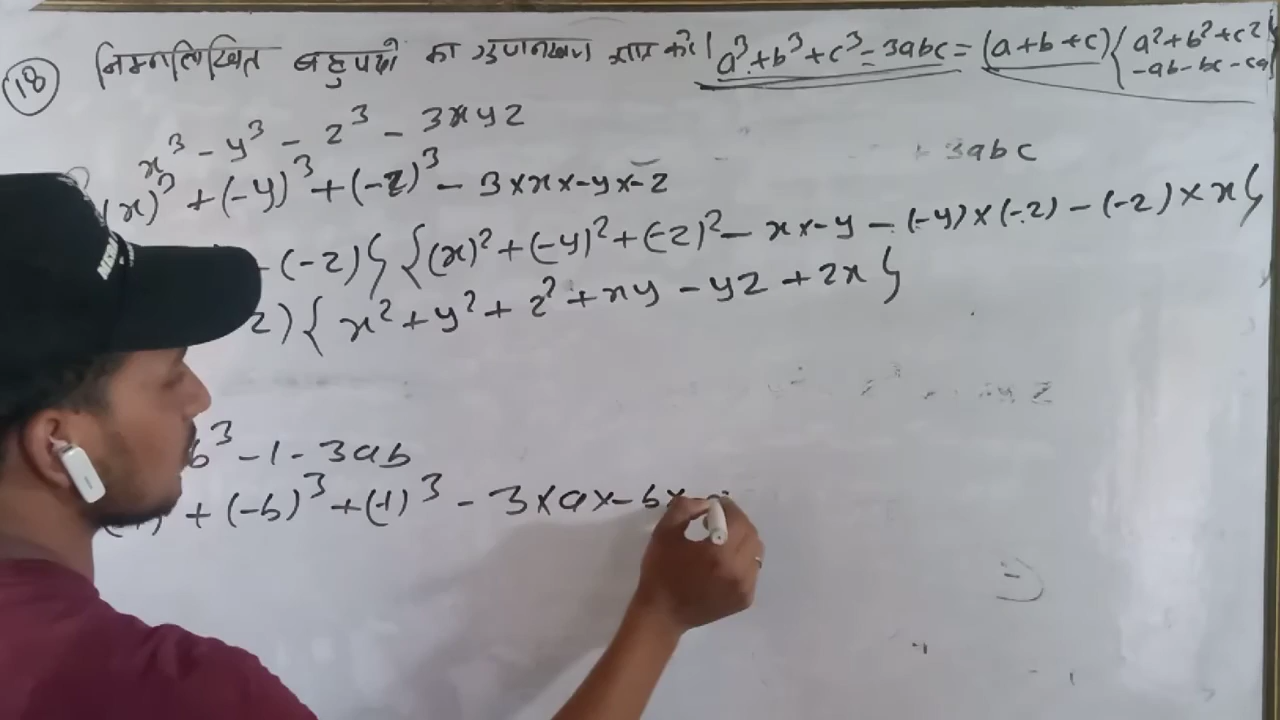 18 निम्नलिखित बहुपदो का गुणनखण्ड प्राप्त करे। a³+b³+c³-3abc=(a+b+c){a²+b²+c²
-ab-bc-ca}
x³-y³-z³-3xyz
(x)³+(-y)³+(-z)³-3×x×-y×-z
3abc
-(-z)}{(x)²+(-y)²+(-z)²-x×-y-(-y)×(-z)-(-z)×x}
z){x²+y²+z²+xy-yz+zx}
b³-1-3ab
+(-b)³+(-1)³-3×a×-b×-